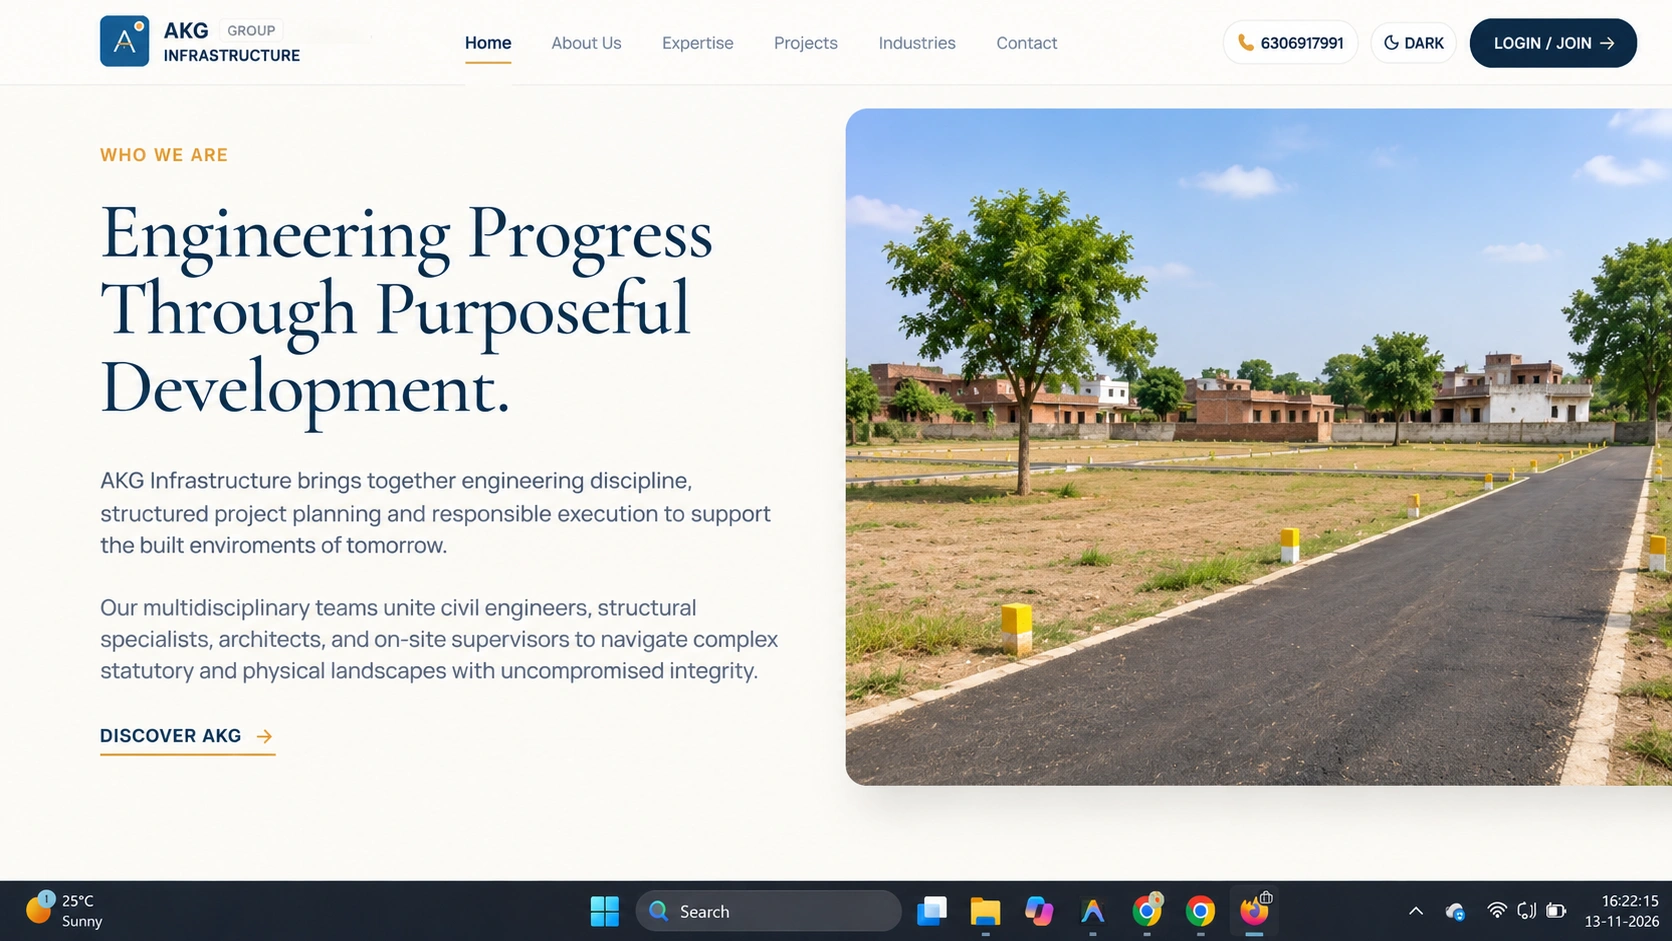 AKG GROUP
INFRASTRUCTURE
Home
About Us
Expertise
Projects
Industries
Contact
6306917991
DARK
LOGIN / JOIN →
WHO WE ARE
Engineering Progress
Through Purposeful
Development.
AKG Infrastructure brings together engineering discipline,
structured project planning and responsible execution to support
the built enviroments of tomorrow.
Our multidisciplinary teams unite civil engineers, structural
specialists, architects, and on-site supervisors to navigate complex
statutory and physical landscapes with uncompromised integrity.
DISCOVER AKG →
1
25°C
Sunny
Search
16:22:15
13-11-2026